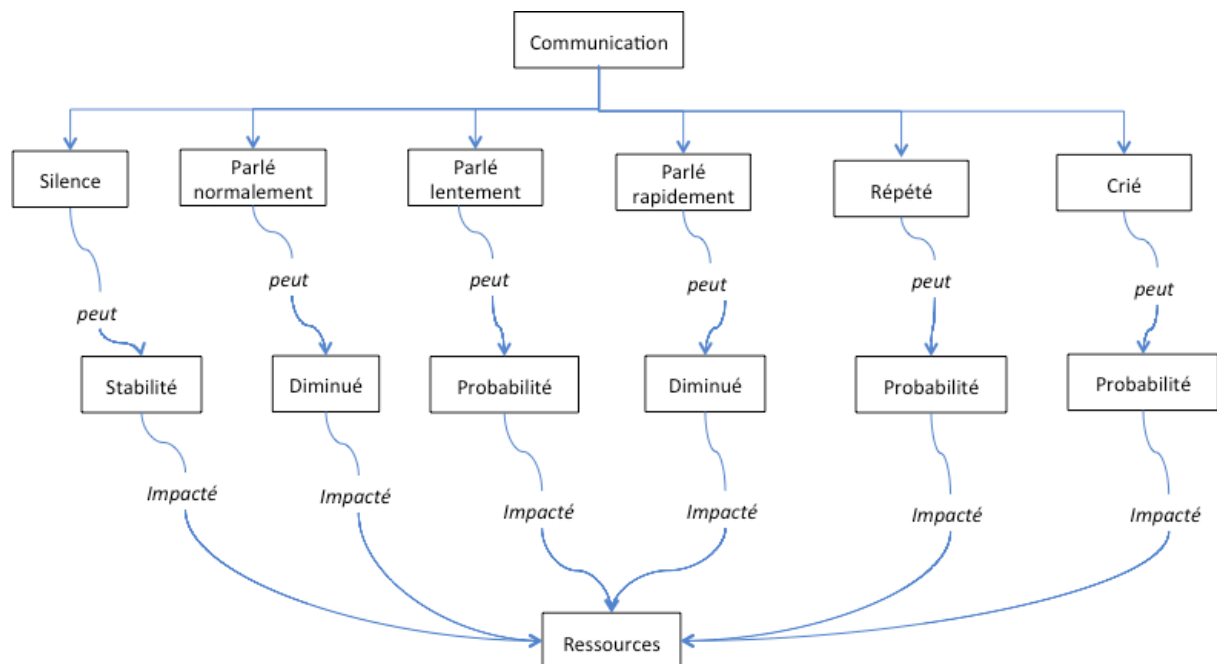 Communication
Silence
Parlé
normalement
Parlé
lentement
Parlé
rapidement
Répété
Crié
peut
peut
peut
peut
peut
peut
Stabilité
Diminué
Probabilité
Diminué
Probabilité
Probabilité
Impacté
Impacté
Impacté
Impacté
Impacté
Impacté
Ressources